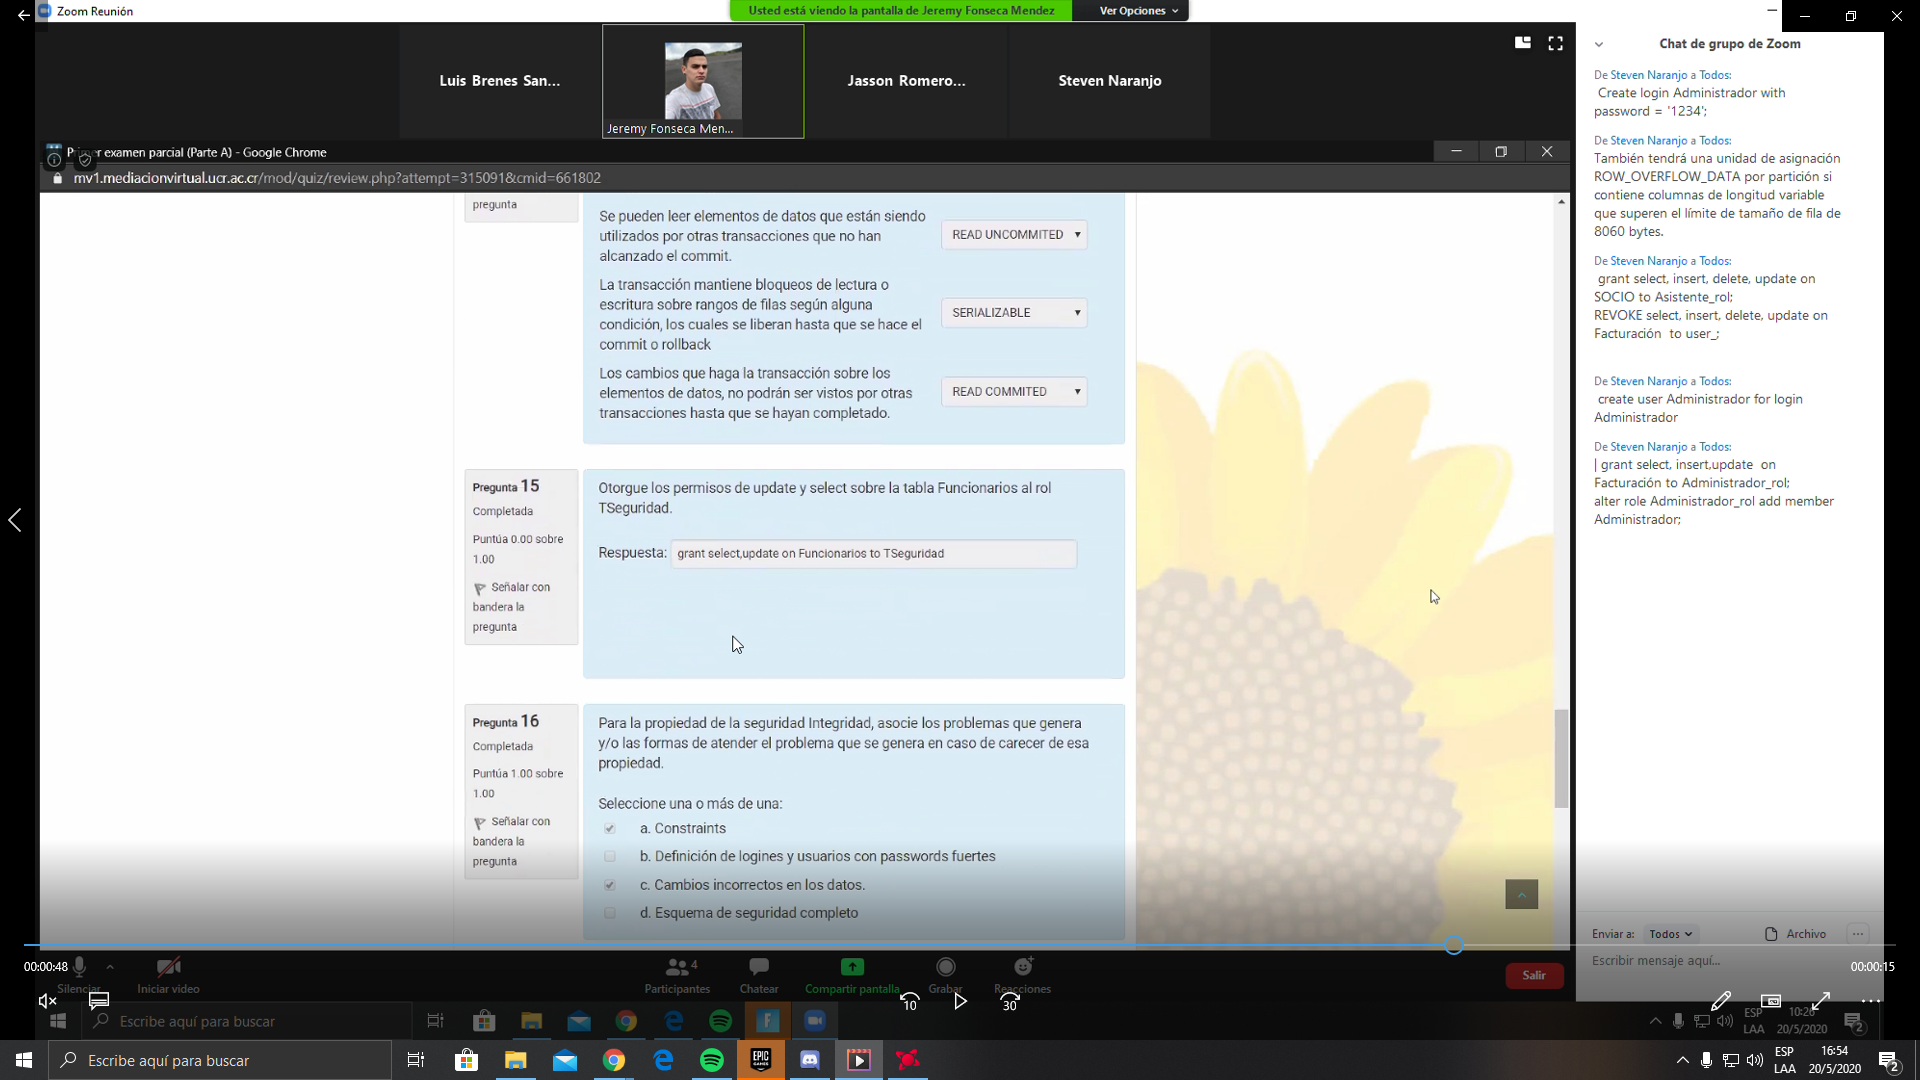 Zoom Reunión
Usted está viendo la pantalla de Jeremy Fonseca Mendez
Ver Opciones
Luis Brenes San...
Jeremy Fonseca Men...
Jasson Romero...
Steven Naranjo
Primer examen parcial (Parte A) - Google Chrome
mv1.mediacionvirtual.ucr.ac.cr/mod/quiz/review.php?attempt=315091&cmid=661802
pregunta
Se pueden leer elementos de datos que están siendo
utilizados por otras transacciones que no han
alcanzado el commit.
READ UNCOMMITED
La transacción mantiene bloqueos de lectura o
escritura sobre rangos de filas según alguna
condición, los cuales se liberan hasta que se hace el
commit o rollback
SERIALIZABLE
Los cambios que haga la transacción sobre los
elementos de datos, no podrán ser vistos por otras
transacciones hasta que se hayan completado.
READ COMMITED
Pregunta 15
Completada
Puntúa 0.00 sobre
1.00
Señalar con
bandera la
pregunta
Otorgue los permisos de update y select sobre la tabla Funcionarios al rol
TSeguridad.
Respuesta: grant select,update on Funcionarios to TSeguridad
Pregunta 16
Completada
Puntúa 1.00 sobre
1.00
Señalar con
bandera la
pregunta
Para la propiedad de la seguridad Integridad, asocie los problemas que genera
y/o las formas de atender el problema que se genera en caso de carecer de esa
propiedad.
Seleccione una o más de una:
a. Constraints
b. Definición de logines y usuarios con passwords fuertes
c. Cambios incorrectos en los datos.
d. Esquema de seguridad completo
Chat de grupo de Zoom
De Steven Naranjo a Todos:
Create login Administrador with
password = '1234';
De Steven Naranjo a Todos:
También tendrá una unidad de asignación
ROW_OVERFLOW_DATA por partición si
contiene columnas de longitud variable
que superen el límite de tamaño de fila de
8060 bytes.
De Steven Naranjo a Todos:
grant select, insert, delete, update on
SOCIO to Asistente_rol;
REVOKE select, insert, delete, update on
Facturación to user_;
De Steven Naranjo a Todos:
create user Administrador for login
Administrador
De Steven Naranjo a Todos:
| grant select, insert,update on
Facturación to Administrador_rol;
alter role Administrador_rol add member
Administrador;
Enviar a: Todos
Archivo
...
Escribir mensaje aquí...
00:00:48
00:00:15
Silenciar
Iniciar video
4
Participantes
Chatear
Compartir pantalla
Grabar
Reacciones
Salir
10
30
Escribe aquí para buscar
ESP
LAA
10:26
20/5/2020
2
Escribe aquí para buscar
EPIC
GAMES
ESP
LAA
16:54
20/5/2020
2